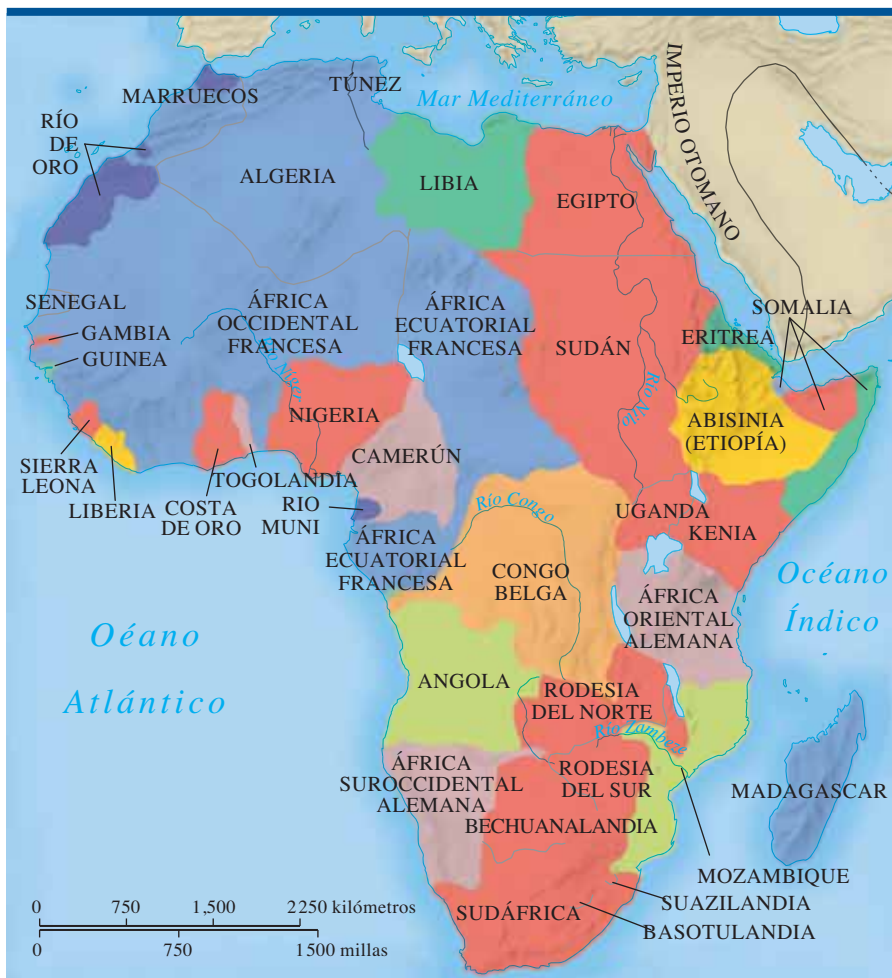 MARRUECOS
TÚNEZ
Mar Mediterráneo
IMPERIO OTOMANO
RÍO
DE
ORO
ALGERIA
LIBIA
EGIPTO
SENEGAL
GAMBIA
GUINEA
ÁFRICA
OCCIDENTAL
FRANCESA
Río Níger
ÁFRICA
ECUATORIAL
FRANCESA
SUDÁN
Río Nilo
ERITREA
SOMALIA
NIGERIA
ABISINIA
(ETIOPÍA)
CAMERÚN
SIERRA
LEONA
LIBERIA
COSTA
DE ORO
TOGOLANDIA
RIO
MUNI
Río Congo
UGANDA
KENIA
ÁFRICA
ECUATORIAL
FRANCESA
CONGO
BELGA
ÁFRICA
ORIENTAL
ALEMANA
Océano
Índico
Oéano
Atlántico
ANGOLA
RODESIA
DEL NORTE
Río Zambeze
ÁFRICA
SUROCCIDENTAL
ALEMANA
RODESIA
DEL SUR
BECHUANALANDIA
MADAGASCAR
MOZAMBIQUE
SUAZILANDIA
BASOTULANDIA
SUDÁFRICA
0 750 1,500 2250 kilómetros
0 750 1 500 millas